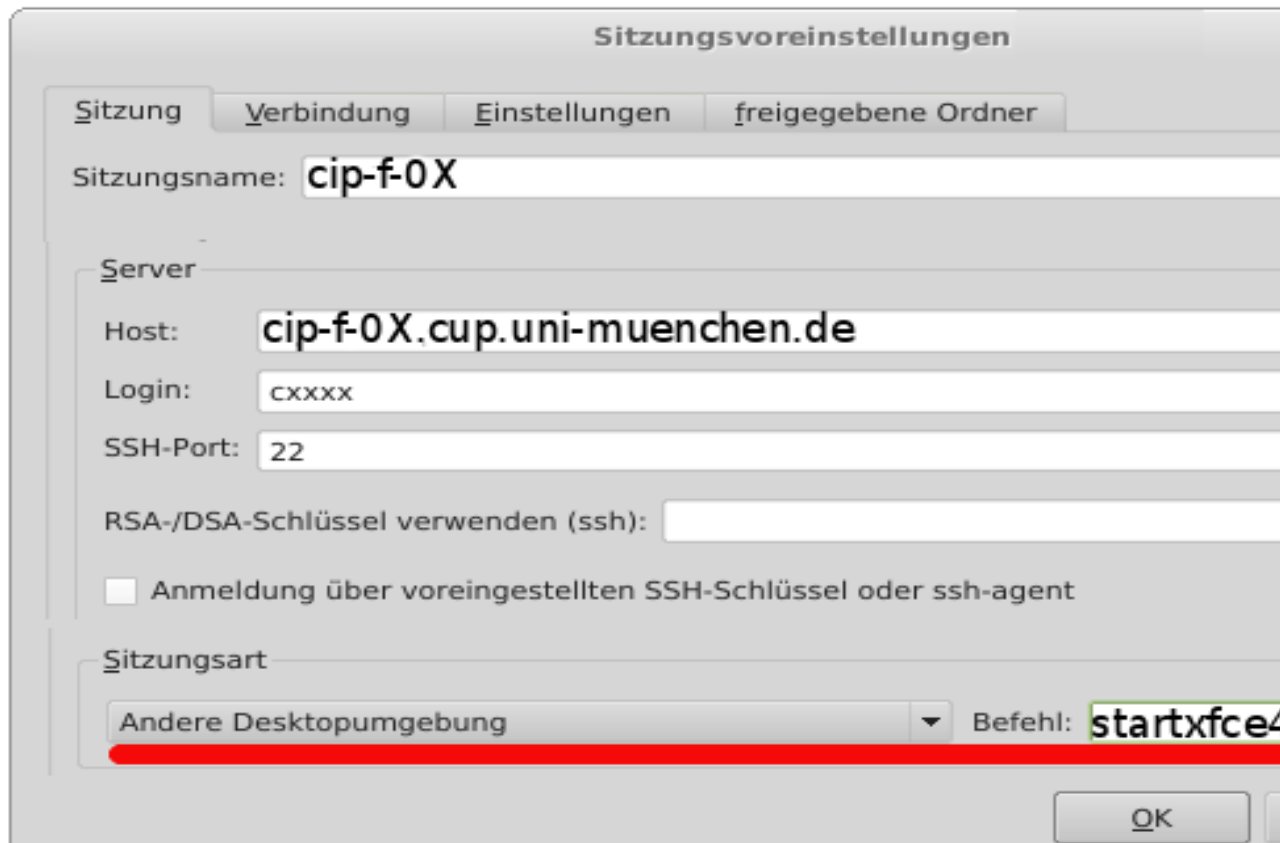 Sitzungsvoreinstellungen
Sitzung Verbindung Einstellungen freigegebene Ordner
Sitzungsname: cip-f-0X
Server
Host: cip-f-0X.cup.uni-muenchen.de
Login: cxxxx
SSH-Port: 22
RSA-/DSA-Schlüssel verwenden (ssh):
Anmeldung über voreingestellten SSH-Schlüssel oder ssh-agent
Sitzungsart
Andere Desktopumgebung Befehl: startxfce4
OK